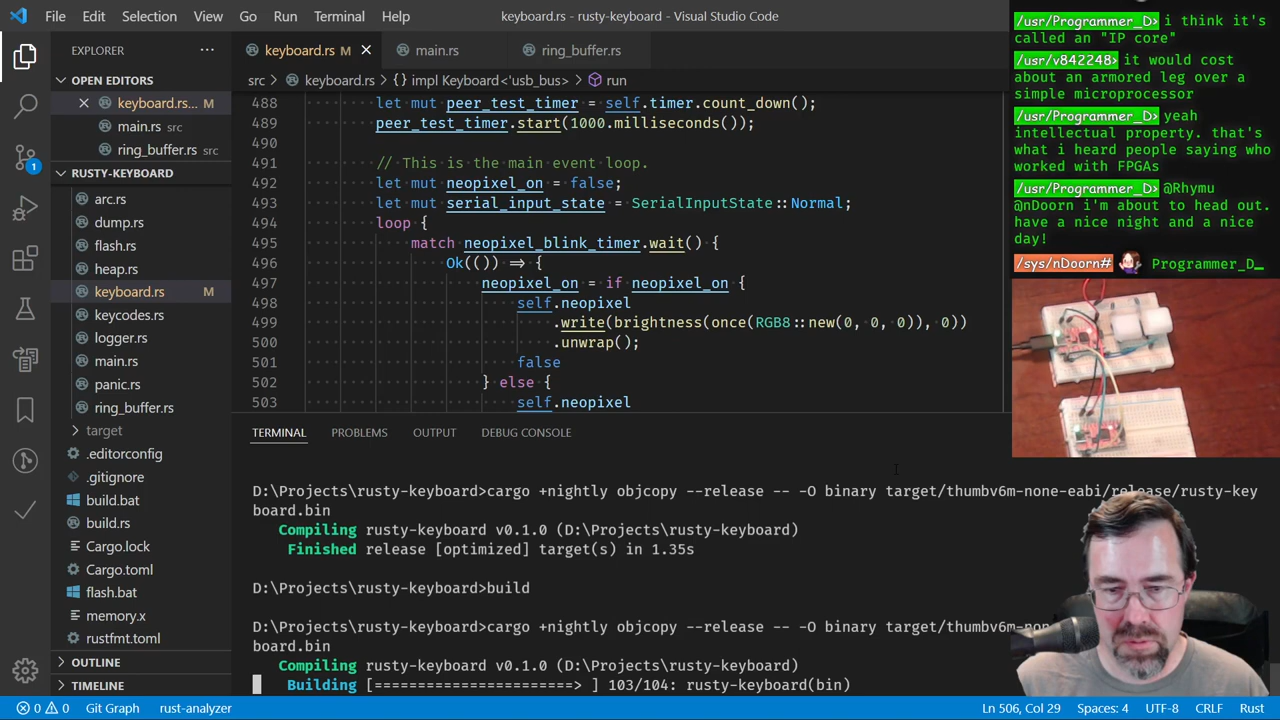 File Edit Selection View Go Run Terminal Help
keyboard.rs - rusty-keyboard - Visual Studio Code
EXPLORER
OPEN EDITORS
keyboard.rs... M
main.rs src
ring_buffer.rs src
RUSTY-KEYBOARD
arc.rs
dump.rs
flash.rs
heap.rs
keyboard.rs M
keycodes.rs
logger.rs
main.rs
panic.rs
ring_buffer.rs
target
.editorconfig
.gitignore
build.bat
build.rs
Cargo.lock
Cargo.toml
flash.bat
memory.x
rustfmt.toml
OUTLINE
TIMELINE
1
keyboard.rs M
main.rs
ring_buffer.rs
src > keyboard.rs > {} impl Keyboard<'usb_bus> > run
488 let mut peer_test_timer = self.timer.count_down();
489 peer_test_timer.start(1000.milliseconds());
490
491 // This is the main event loop.
492 let mut neopixel_on = false;
493 let mut serial_input_state = SerialInputState::Normal;
494 loop {
495 match neopixel_blink_timer.wait() {
496 Ok(()) => {
497 neopixel_on = if neopixel_on {
498 self.neopixel
499 .write(brightness(once(RGB8::new(0, 0, 0)), 0))
500 .unwrap();
501 false
502 } else {
503 self.neopixel
TERMINAL PROBLEMS OUTPUT DEBUG CONSOLE
D:\Projects\rusty-keyboard>cargo +nightly objcopy --release -- -O binary target/thumbv6m-none-eabi/release/rusty-key
board.bin
Compiling rusty-keyboard v0.1.0 (D:\Projects\rusty-keyboard)
Finished release [optimized] target(s) in 1.35s
D:\Projects\rusty-keyboard>build
D:\Projects\rusty-keyboard>cargo +nightly objcopy --release -- -O binary target/thumbv6m-no
board.bin
Compiling rusty-keyboard v0.1.0 (D:\Projects\rusty-keyboard)
Building [=======================> ] 103/104: rusty-keyboard(bin)
/usr/Programmer_D> i think it's
called an "IP core"
/usr/v842248> it would cost
about an armored leg over a
simple microprocessor
/usr/Programmer_D> yeah
intellectual property. that's
what i heard people saying who
worked with FPGAs
/usr/Programmer_D> @Rhymu
@nDoorn i'm about to head out.
have a nice night and a nice
day!
/sys/nDoorn# Programmer_D_
0 0 Git Graph rust-analyzer
Ln 506, Col 29 Spaces: 4 UTF-8 CRLF Rust